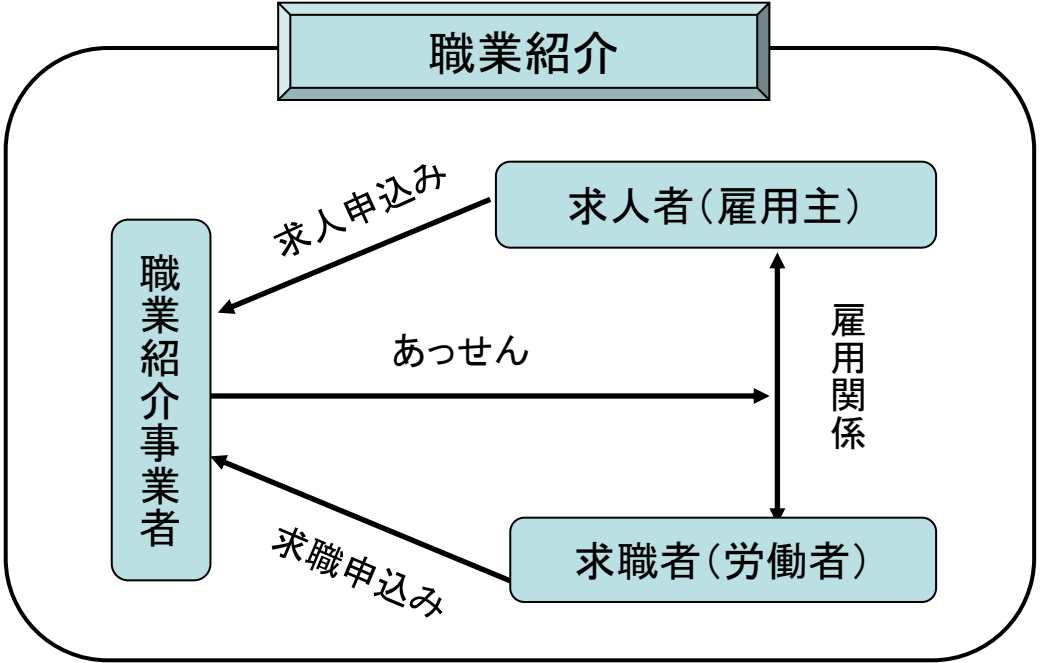 職業紹介
求人申込み
求人者（雇用主）
職業紹介事業者
あっせん
雇用関係
求職申込み
求職者（労働者）